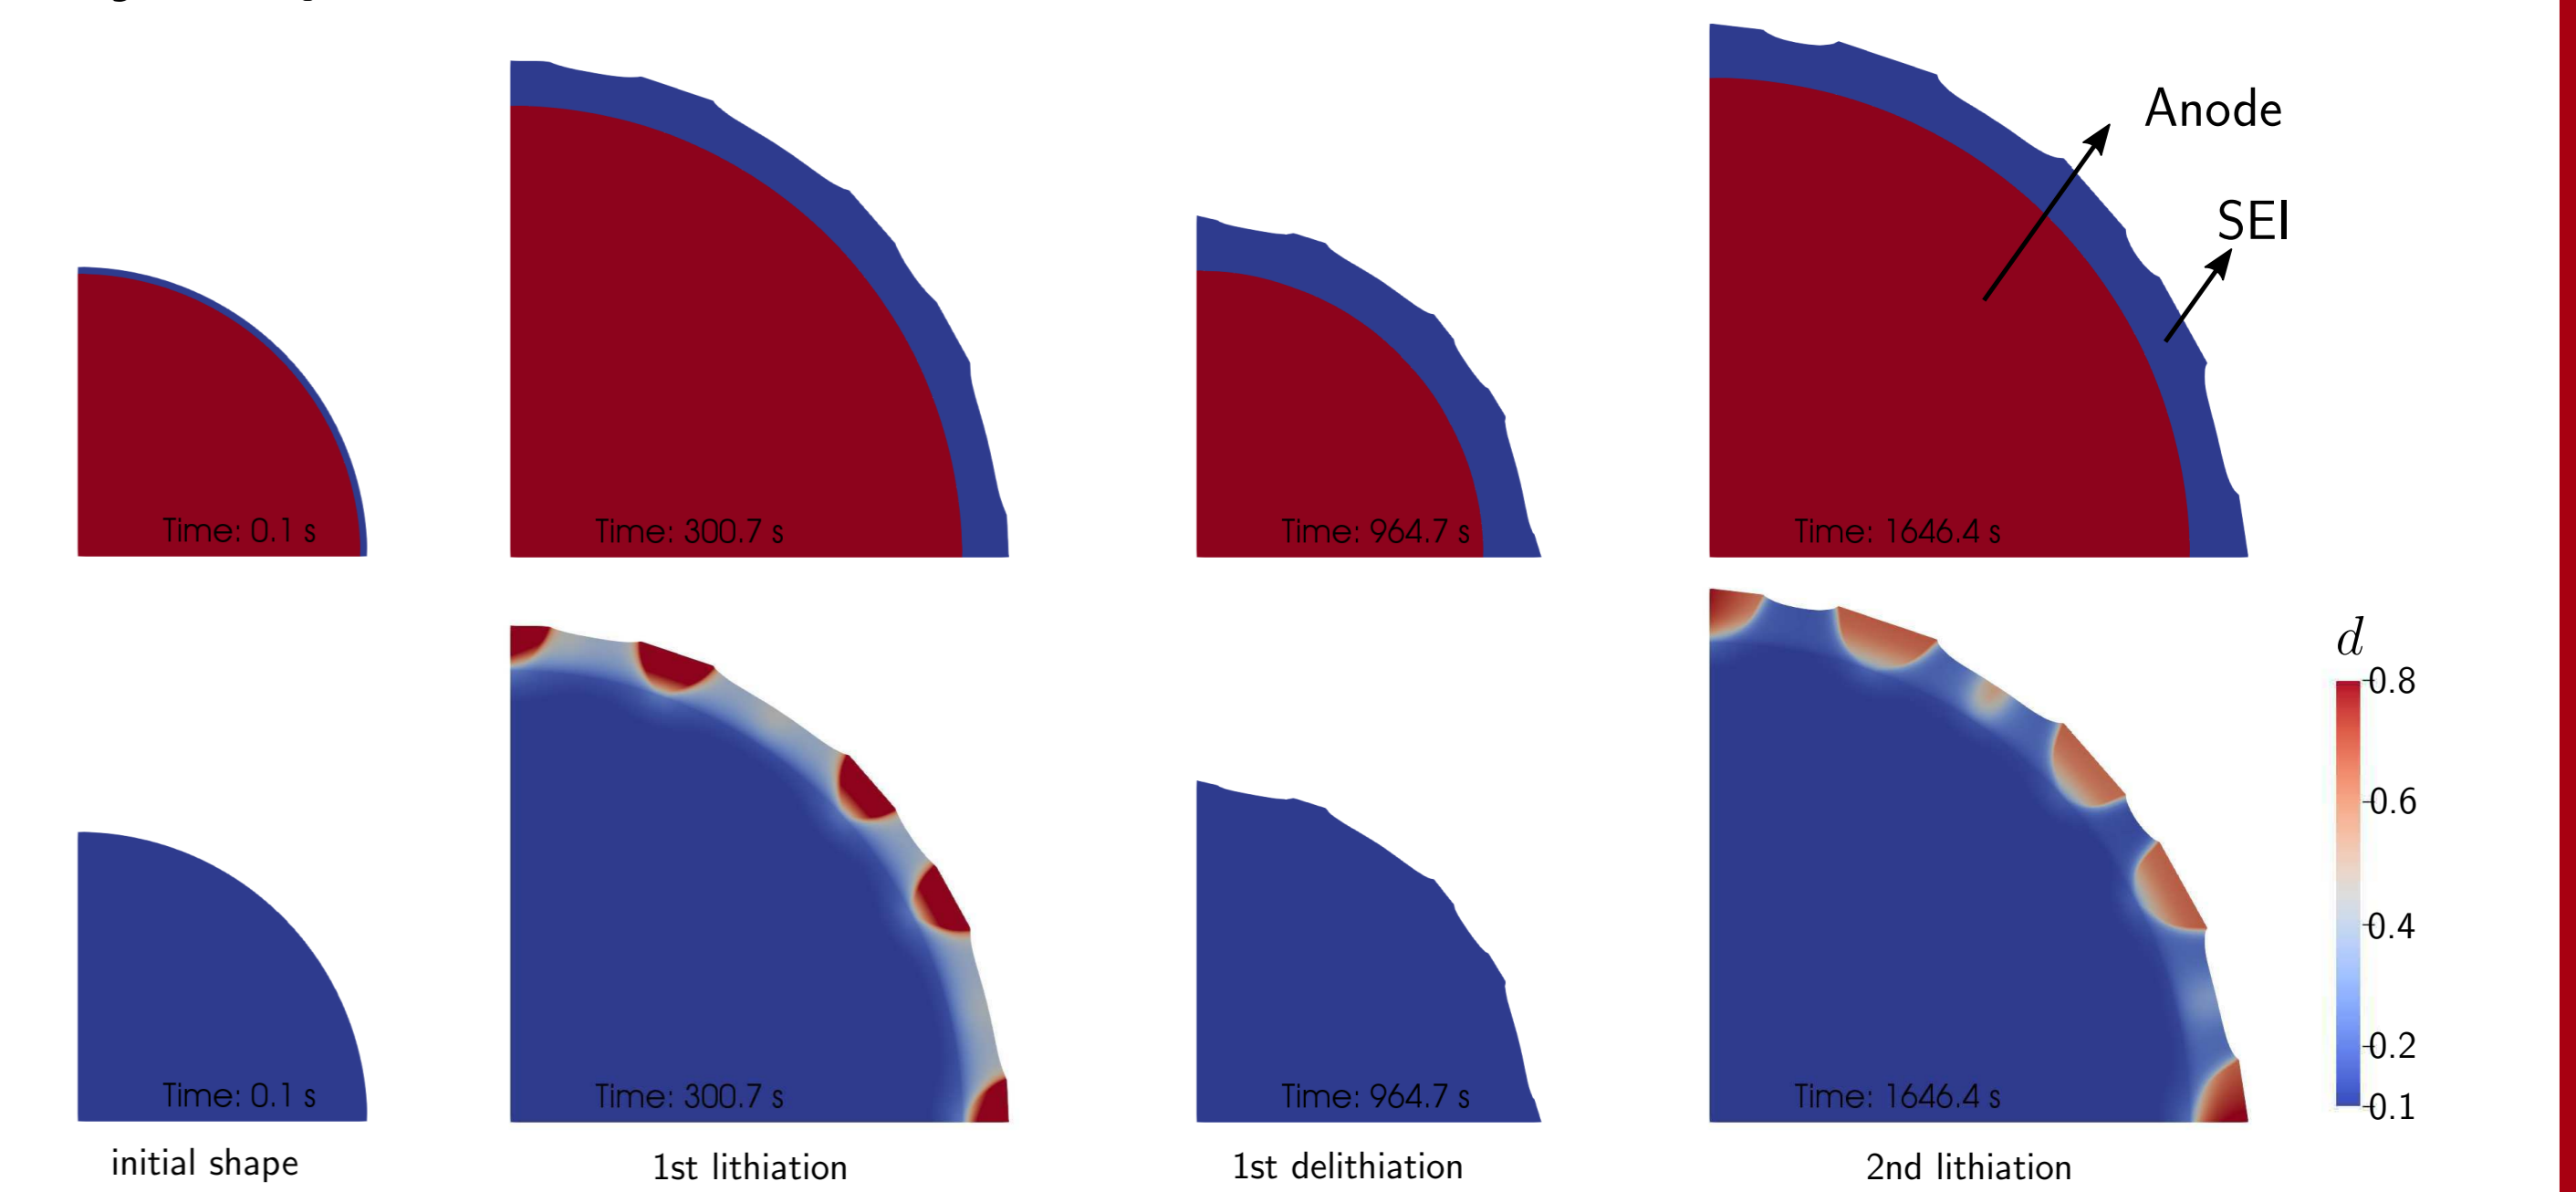 Anode
SEI
Time: 0.1 s
Time: 300.7 s
Time: 964.7 s
Time: 1646.4 s
d
0.8
0.6
0.4
0.2
0.1
Time: 0.1 s
Time: 300.7 s
Time: 964.7 s
Time: 1646.4 s
initial shape
1st lithiation
1st delithiation
2nd lithiation